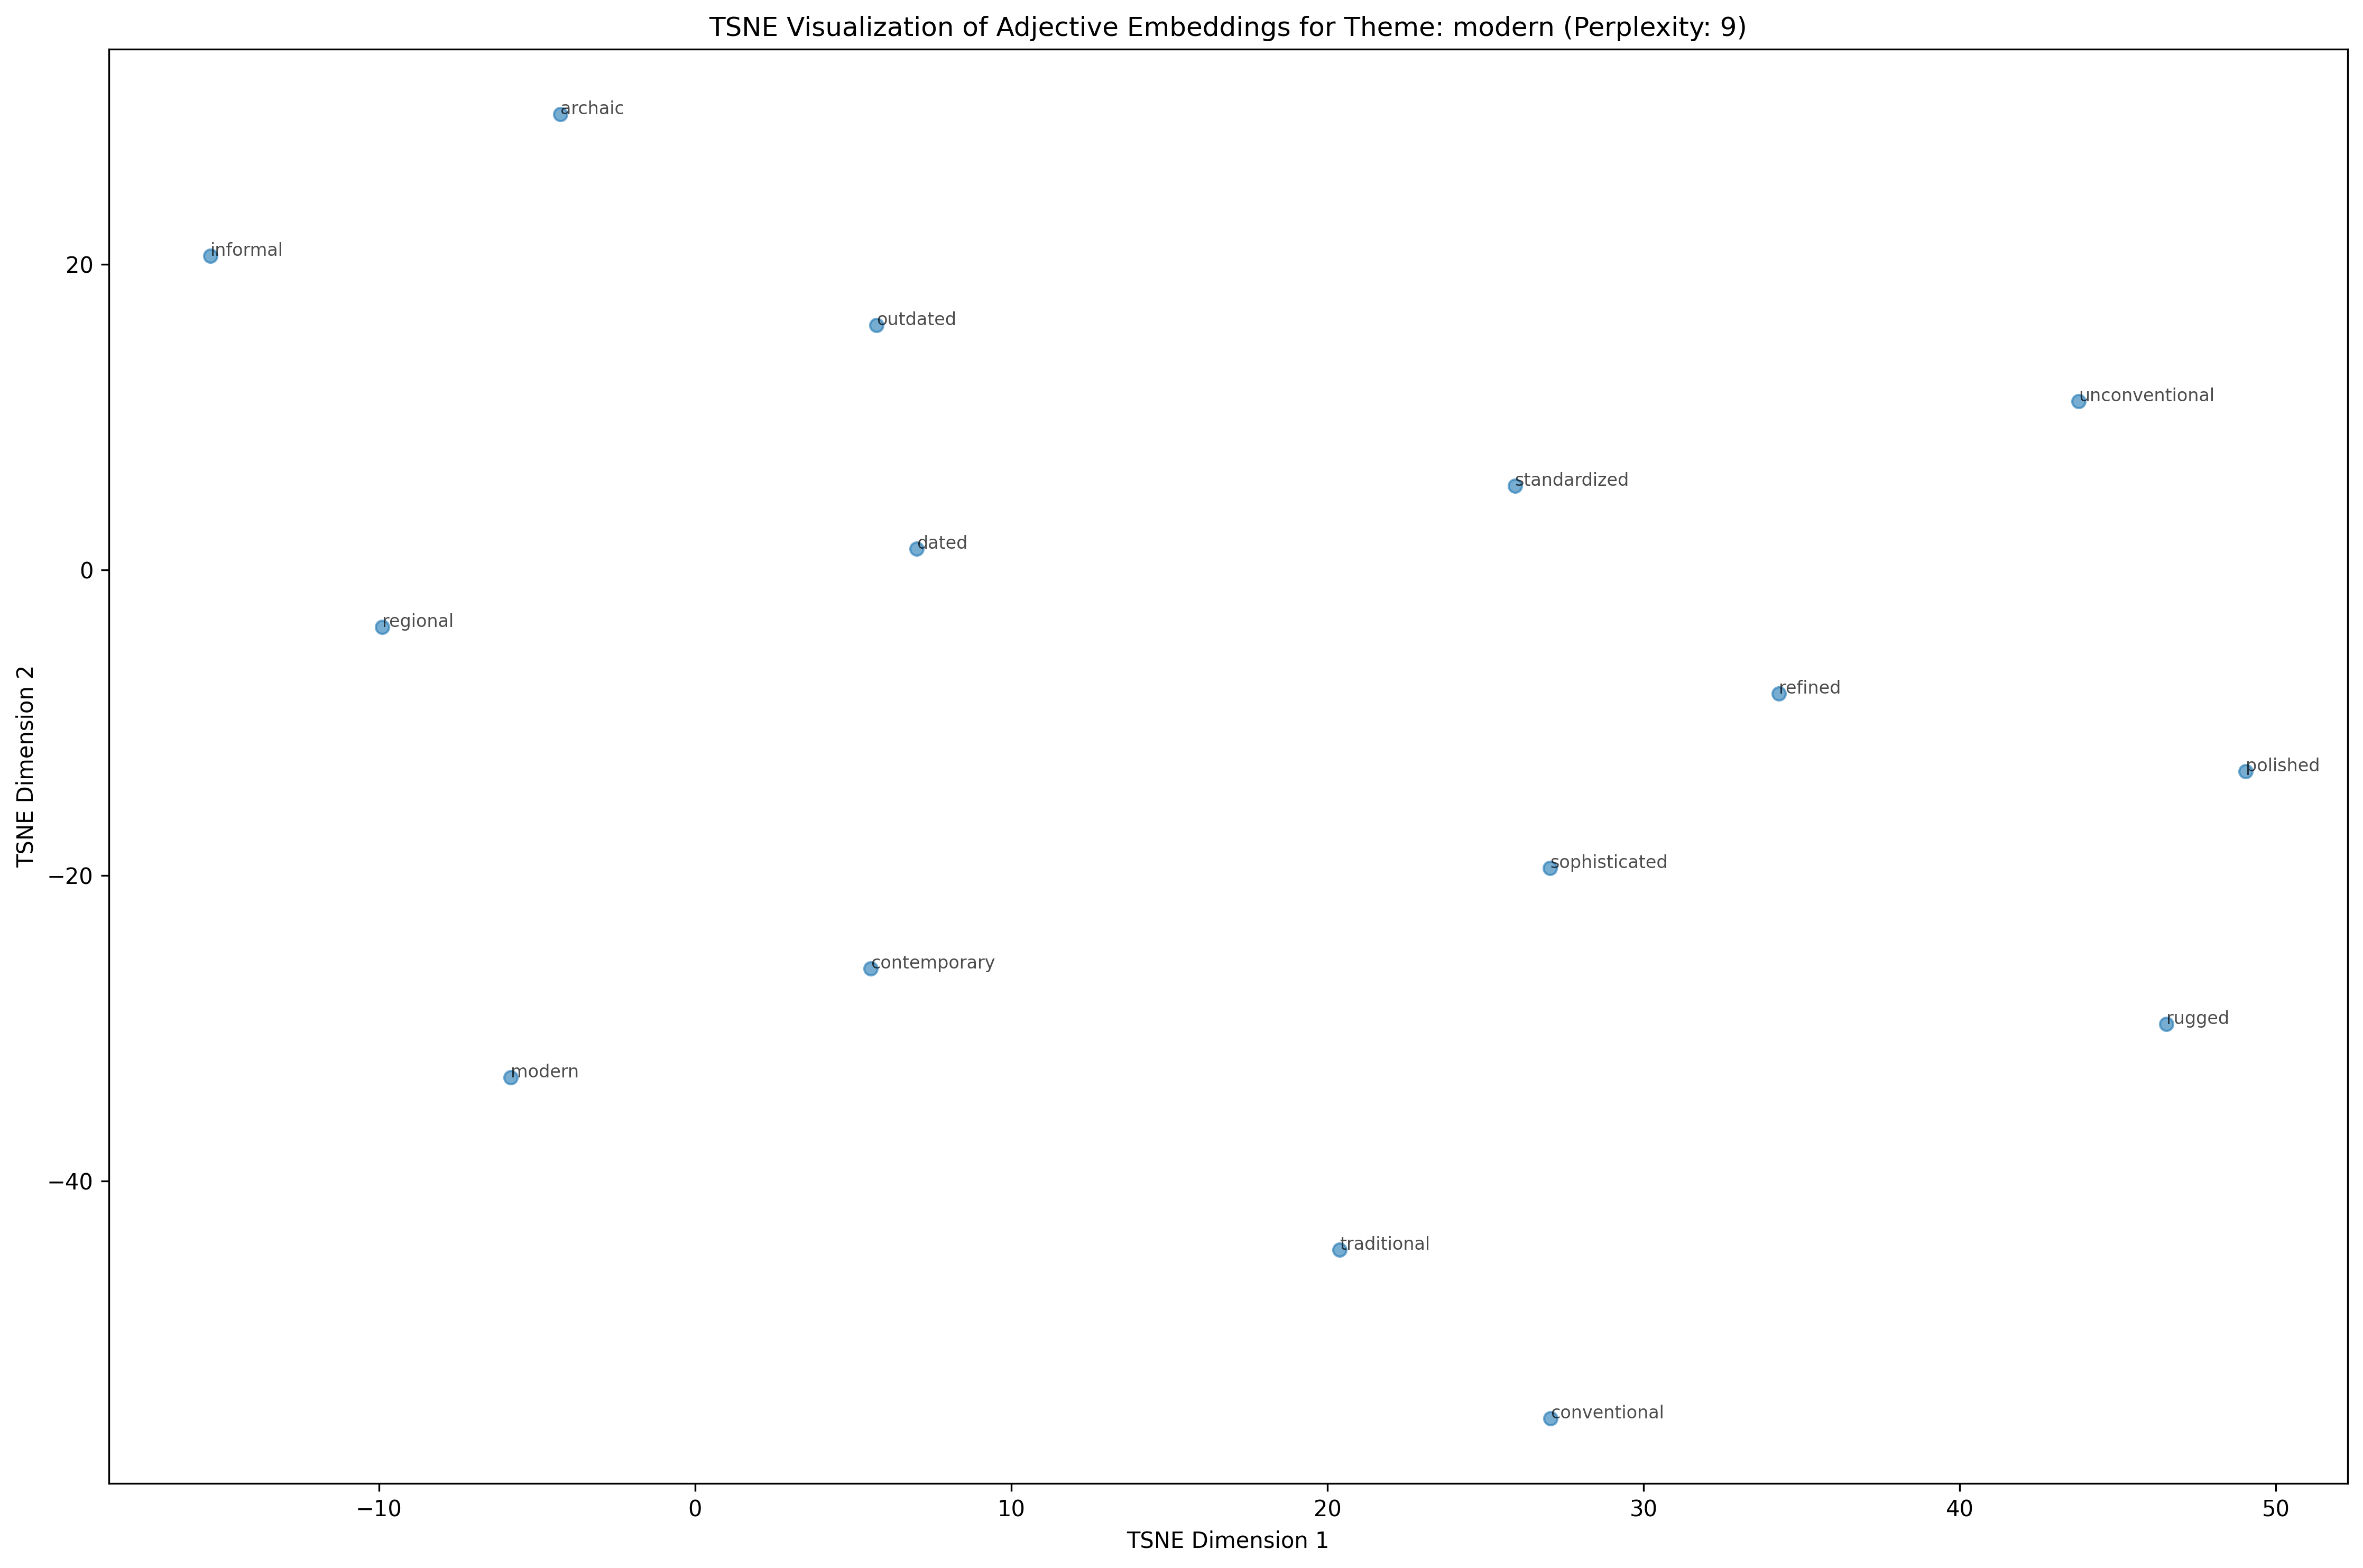 TSNE Visualization of Adjective Embeddings for Theme: modern (Perplexity: 9)
archaic
informal
20
outdated
unconventional
standardized
dated
0
regional
refined
TSNE Dimension 2
polished
sophisticated
−20
contemporary
rugged
modern
−40
traditional
conventional
−10
0
10
20
30
40
50
TSNE Dimension 1